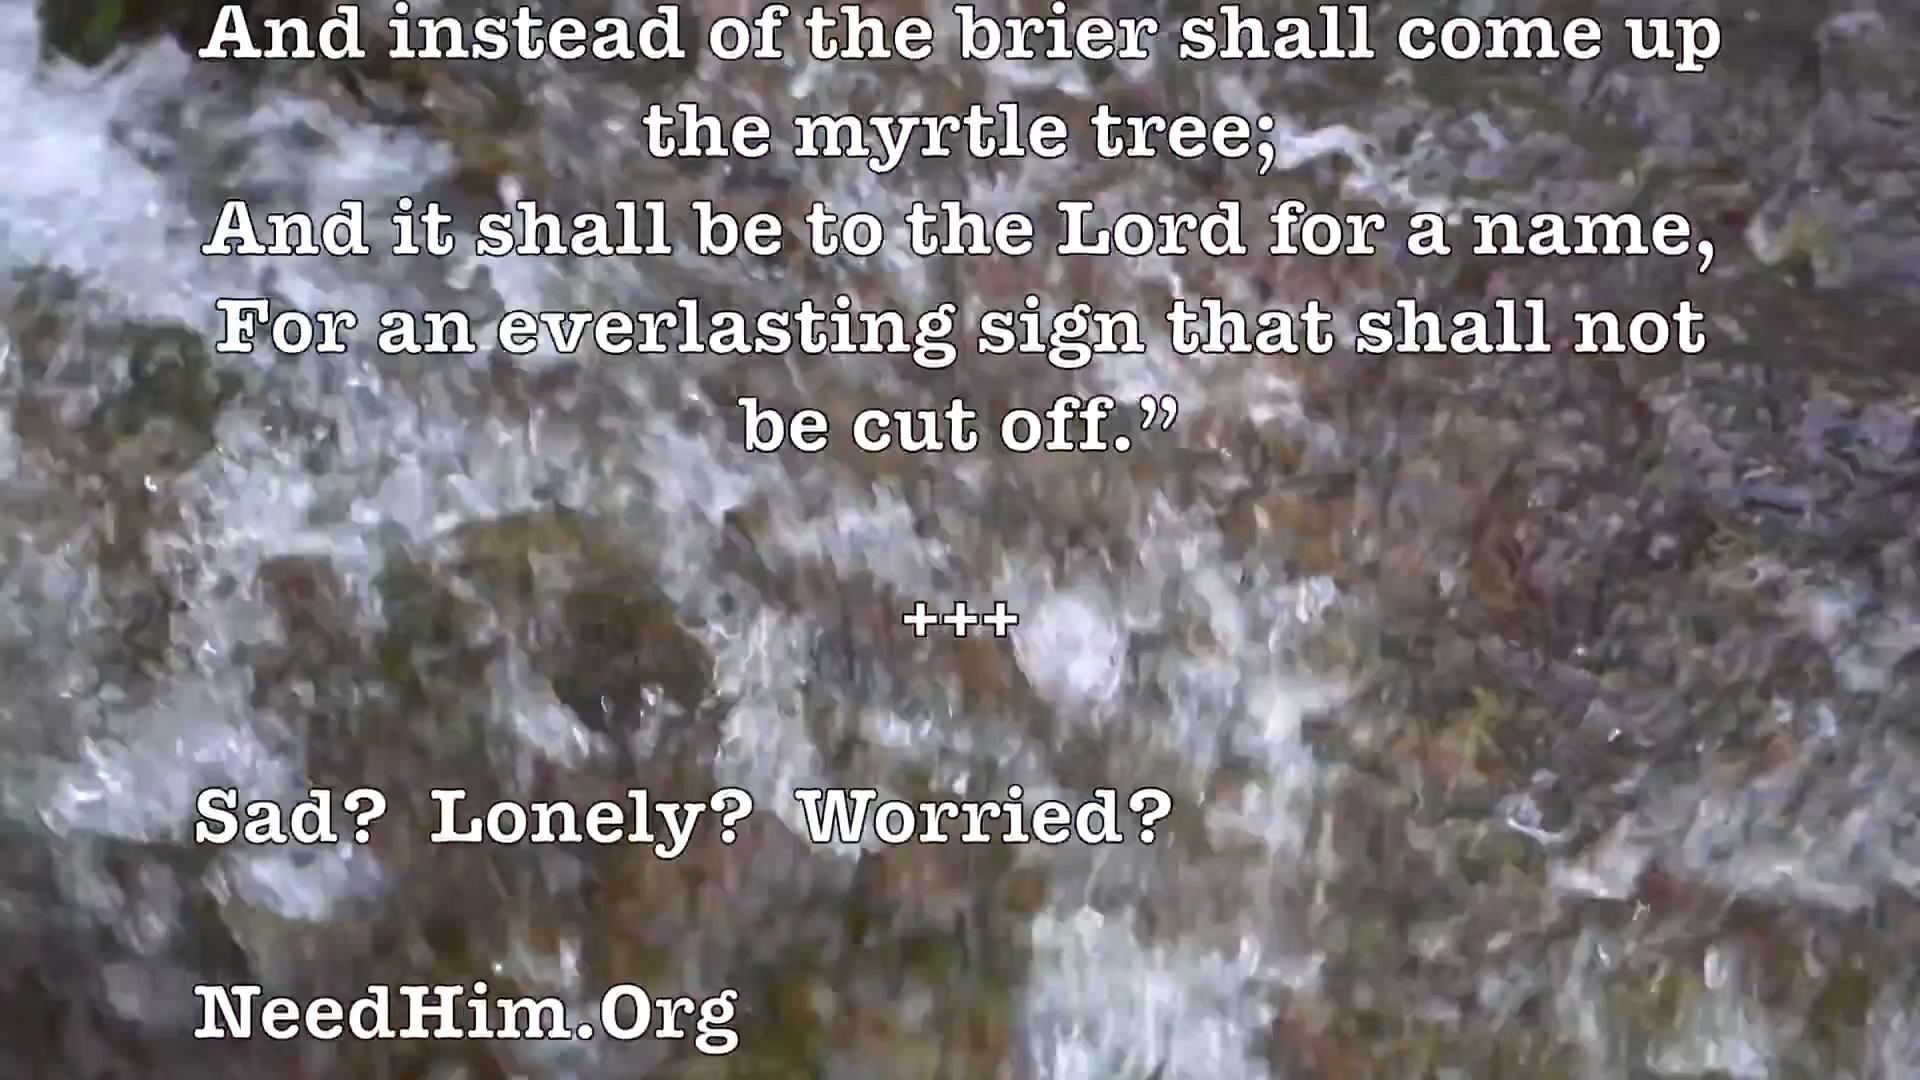 And instead of the brier shall come up
the myrtle tree;
And it shall be to the Lord for a name,
For an everlasting sign that shall not
be cut off.”
+++
Sad?  Lonely?  Worried?
NeedHim.Org